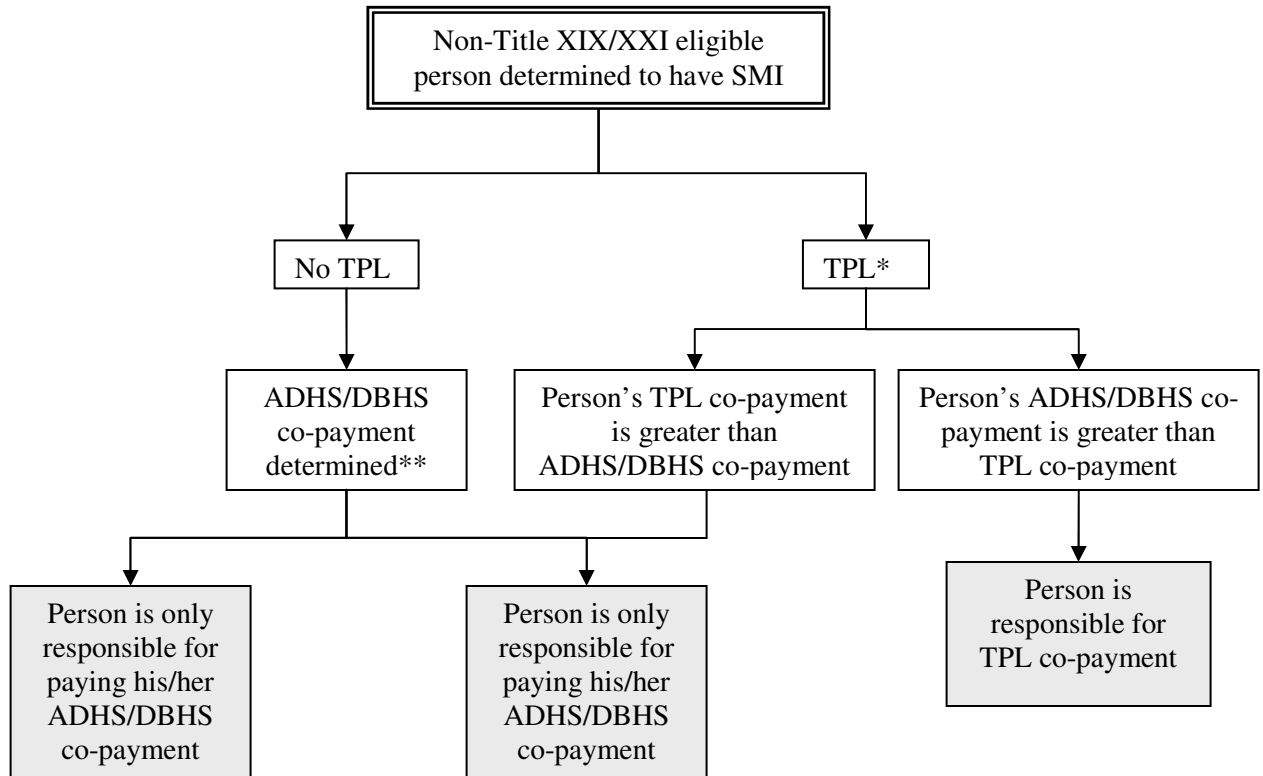 Non-Title XIX/XXI eligible
person determined to have SMI
No TPL
TPL*
ADHS/DBHS
co-payment
determined**
Person's TPL co-payment
is greater than
ADHS/DBHS co-payment
Person's ADHS/DBHS co-
payment is greater than
TPL co-payment
Person is only
responsible for
paying his/her
ADHS/DBHS
co-payment
Person is only
responsible for
paying his/her
ADHS/DBHS
co-payment
Person is
responsible for
TPL co-payment